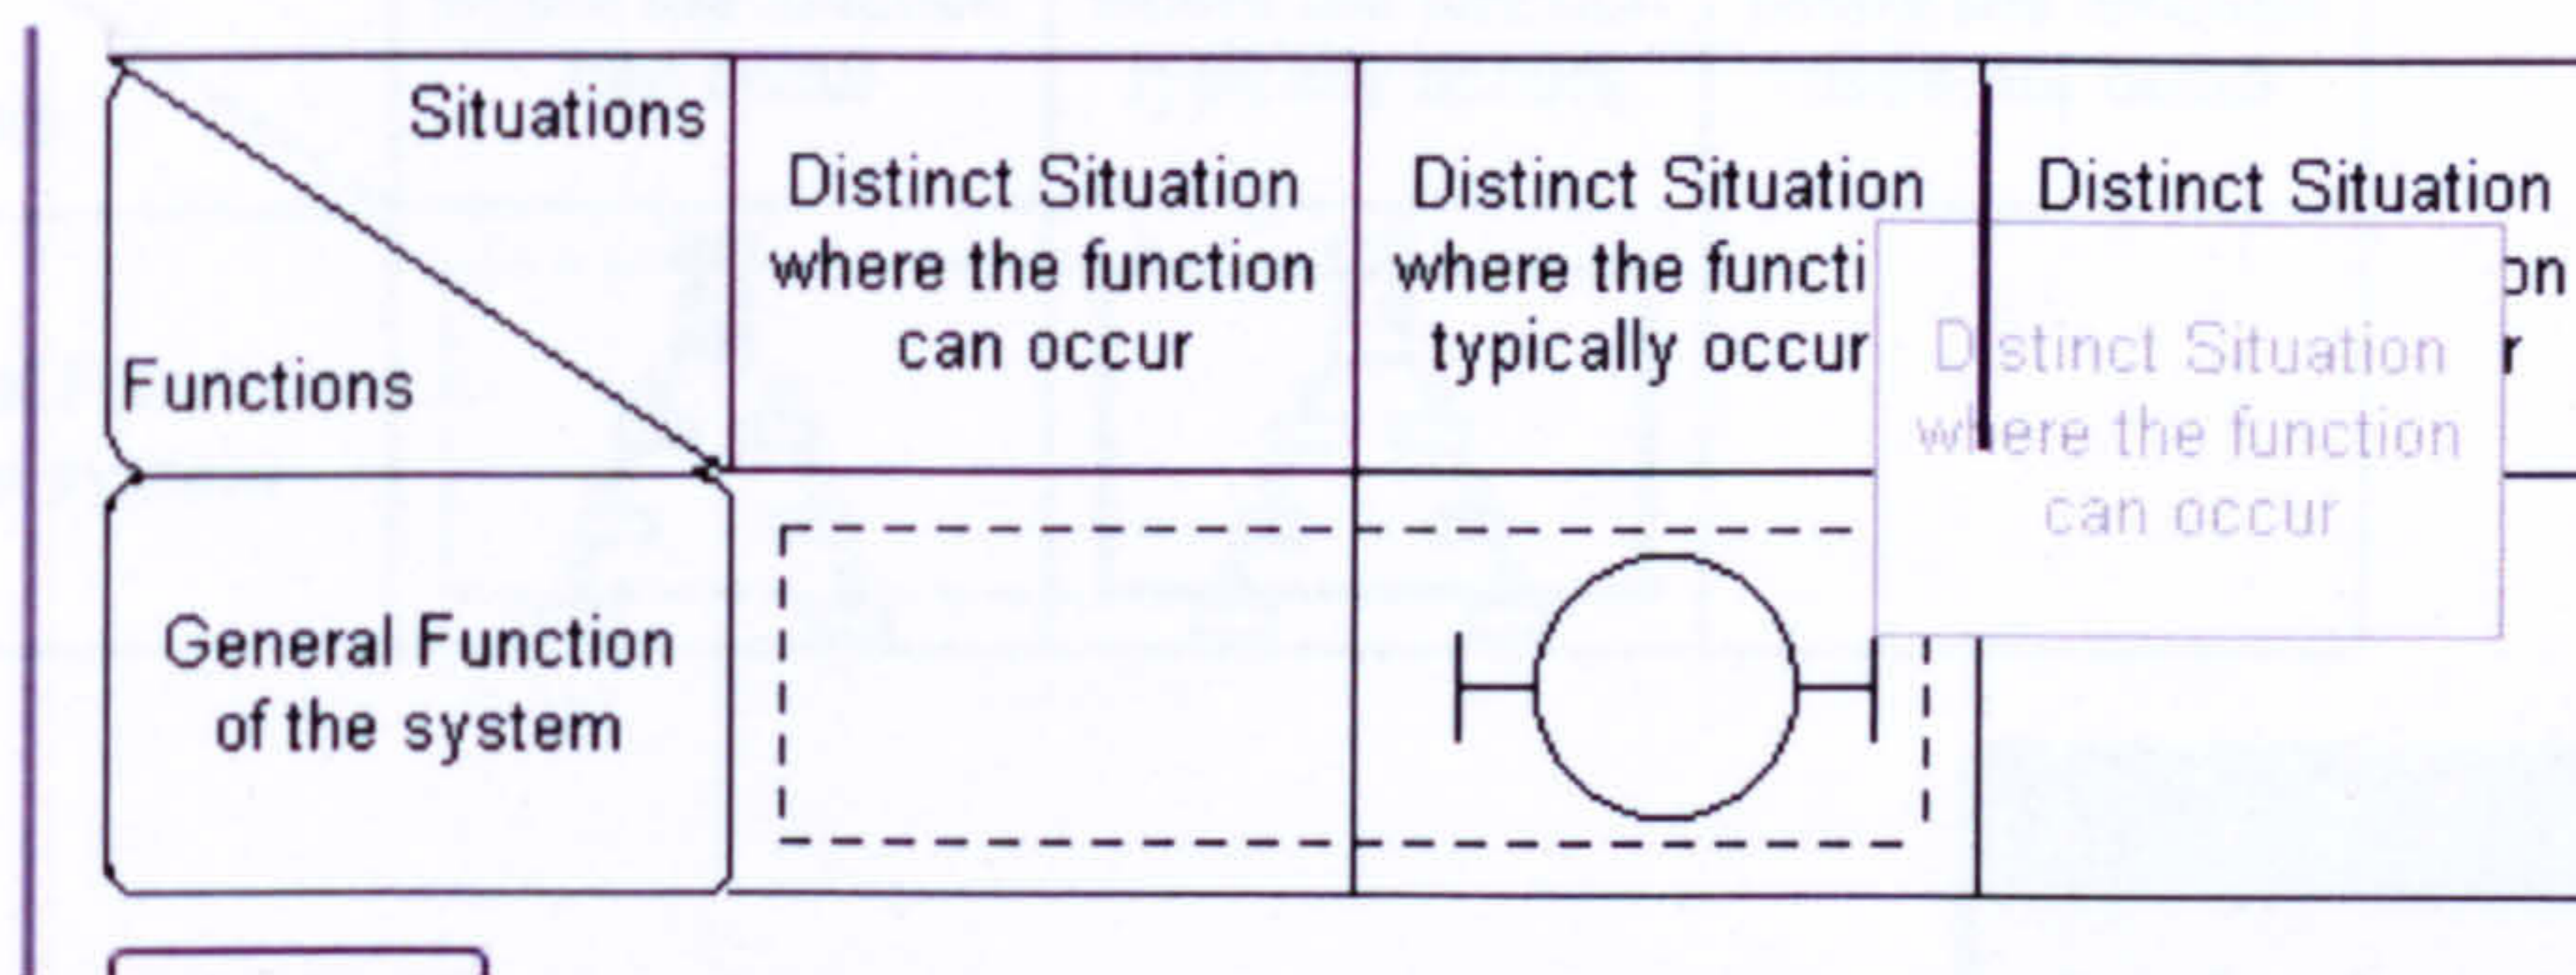 Situations
Functions
Distinct Situation
where the function
can occur
Distinct Situation
where the functi
typically occur
Distinct Situation
on
r
Distinct Situation
where the function
can occur
General Function
of the system